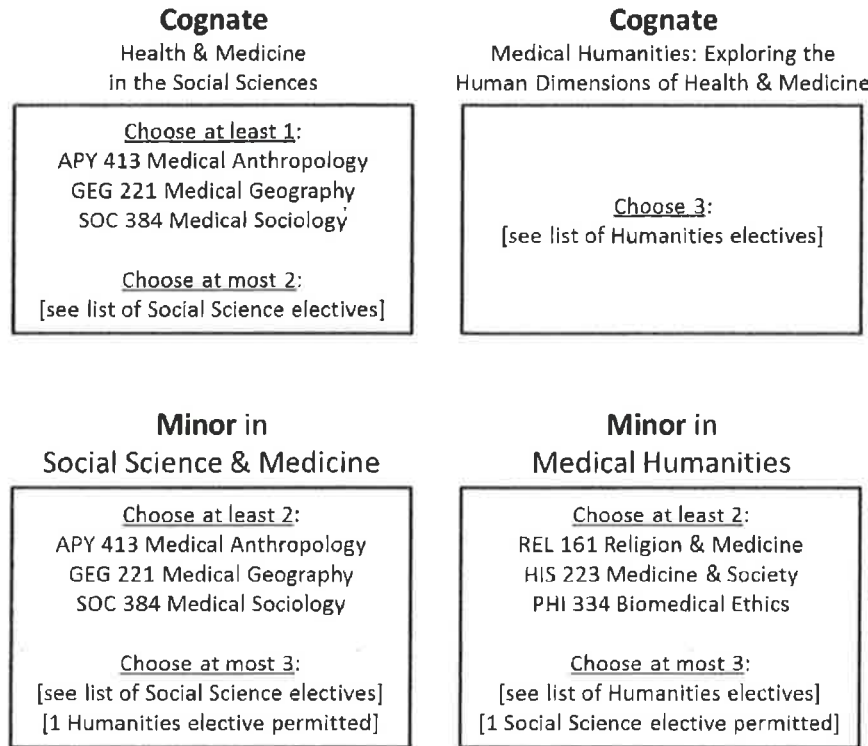 Cognate
Health & Medicine
in the Social Sciences
Choose at least 1:
APY 413 Medical Anthropology
GEG 221 Medical Geography
SOC 384 Medical Sociology
Choose at most 2:
[see list of Social Science electives]
Cognate
Medical Humanities: Exploring the
Human Dimensions of Health & Medicine
Choose 3:
[see list of Humanities electives]
Minor in
Social Science & Medicine
Choose at least 2:
APY 413 Medical Anthropology
GEG 221 Medical Geography
SOC 384 Medical Sociology
Choose at most 3:
[see list of Social Science electives]
[1 Humanities elective permitted]
Minor in
Medical Humanities
Choose at least 2:
REL 161 Religion & Medicine
HIS 223 Medicine & Society
PHI 334 Biomedical Ethics
Choose at most 3:
[see list of Humanities electives]
[1 Social Science elective permitted]